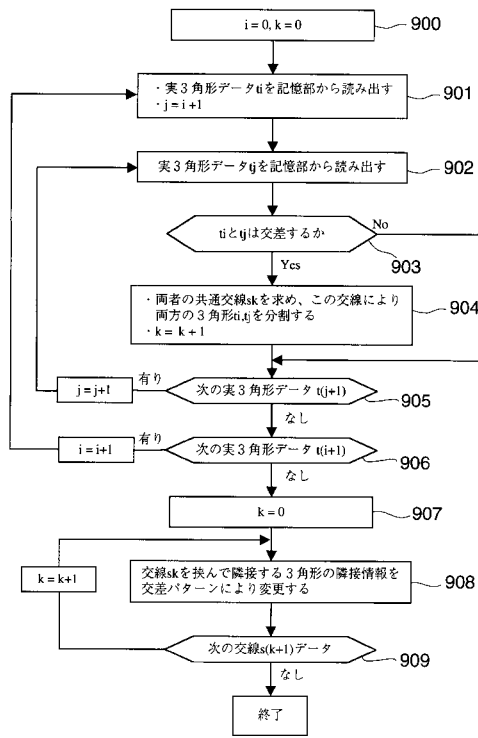 i = 0, k = 0
900
・実3角形データtiを記憶部から読み出す
・j = i +1
901
実3角形データtjを記憶部から読み出す
902
tiとtjは交差するか
No
903
Yes
・両者の共通交線skを求め、この交線により
両方の3角形ti,tjを分割する
・k = k +1
904
j = j+1
有り
次の実3角形データ t(j+1)
905
なし
i = i+1
有り
次の実3角形データ t(i+1)
906
なし
k = 0
907
k = k+1
交線skを挟んで隣接する3角形の隣接情報を
交差パターンにより変更する
908
次の交線s(k+1)データ
909
なし
終了